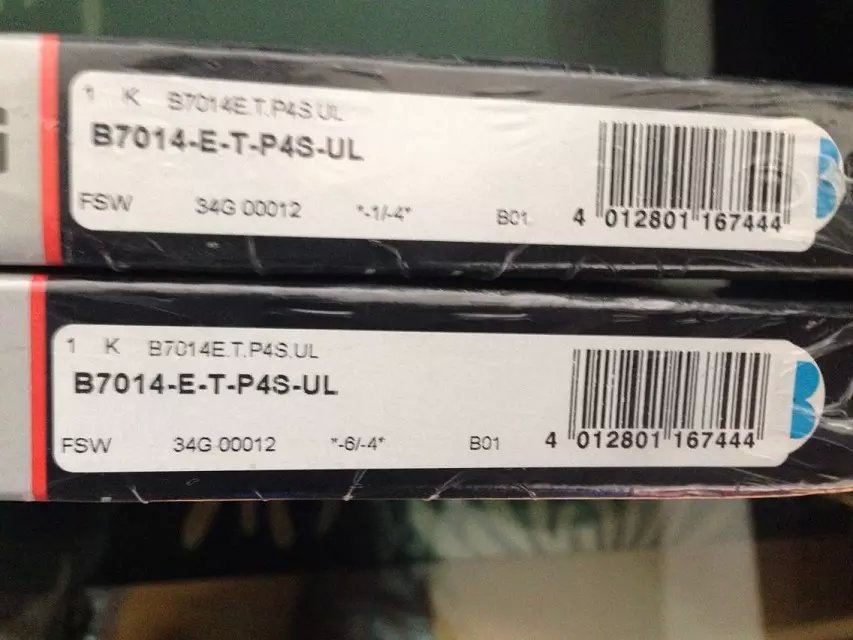 1 K B7014E.T.P4S.UL
B7014-E-T-P4S-UL
FSW 34G 00012 *-1/-4* B01 4 012801 167444
1 K B7014E.T.P4S.UL
B7014-E-T-P4S-UL
FSW 34G 00012 *-6/-4* B01 4 012801 167444